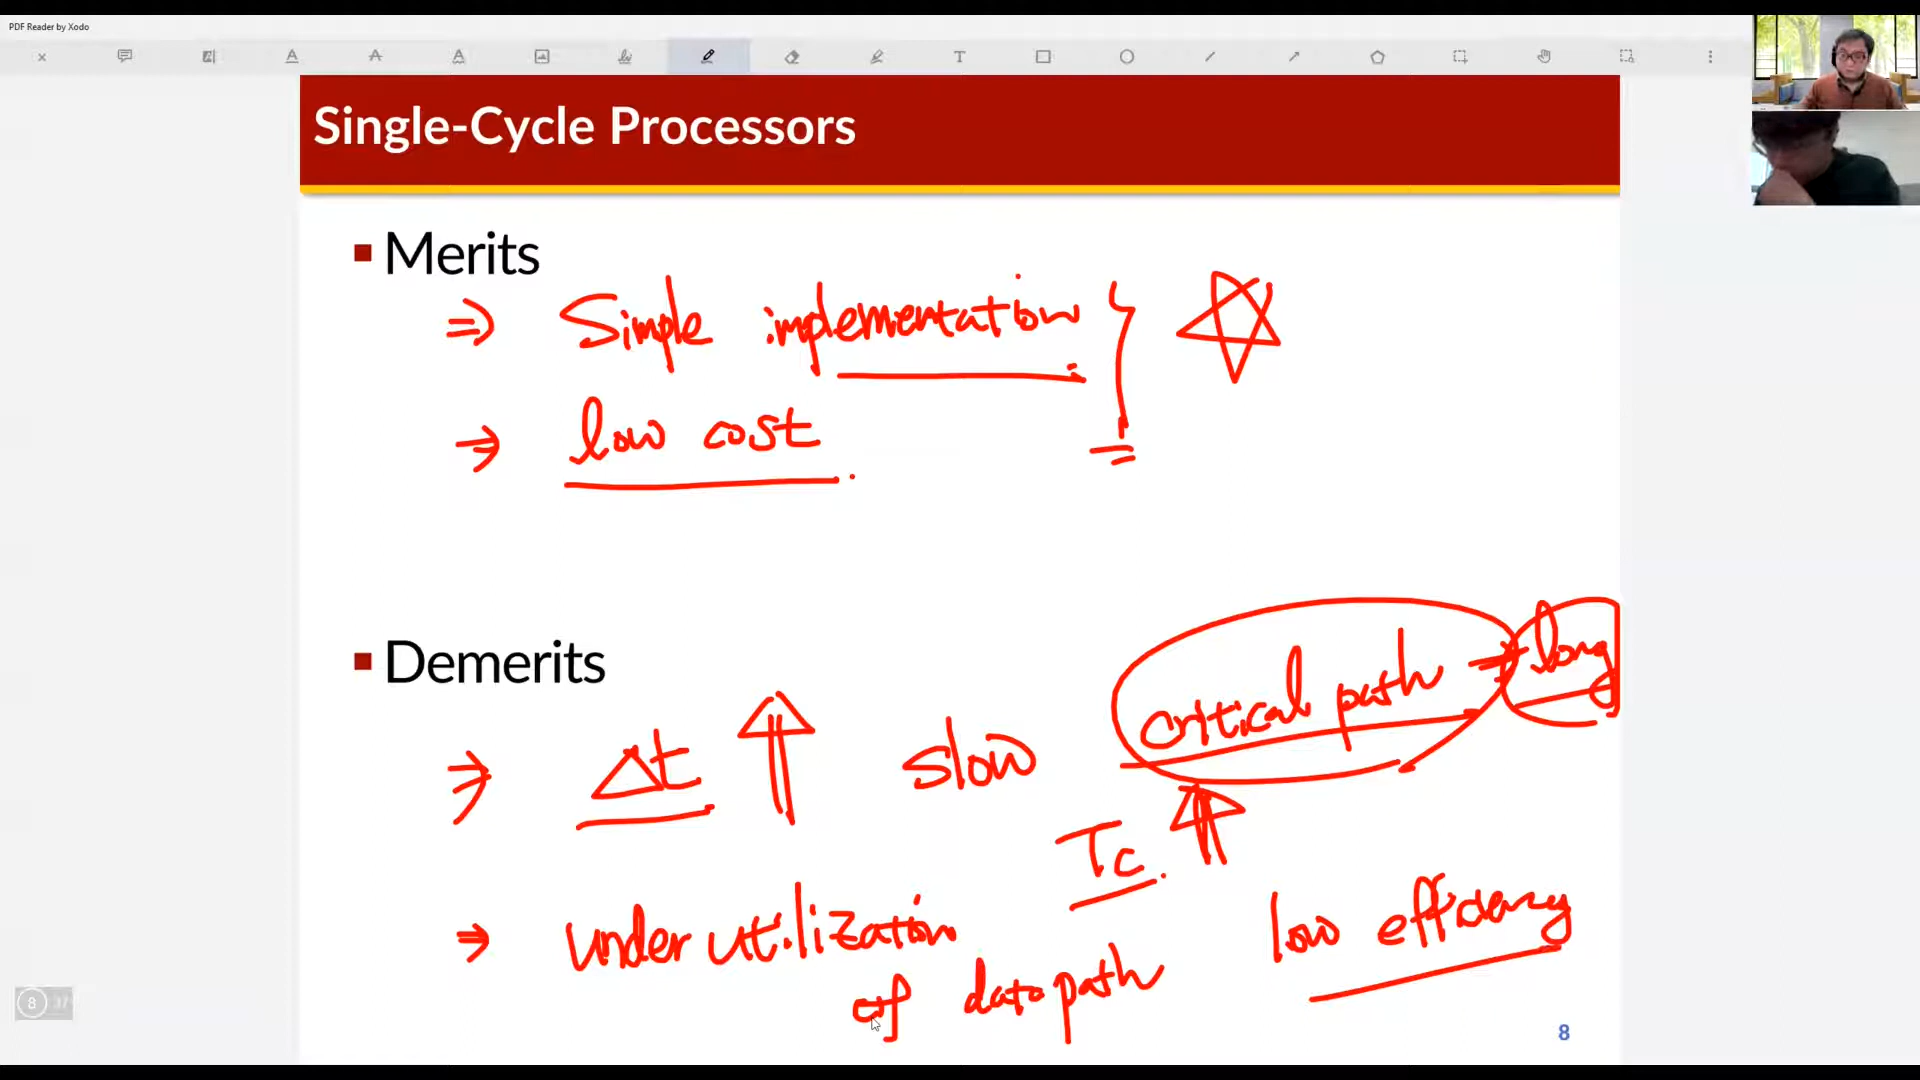 PDF Reader by Xodo
Single-Cycle Processors
Merits
⇒ Simple implementation
→ low cost.
Demerits
critical path → long
⇒ Δt ⇑ slow
Tc. ⇑
→ under utilization
of datapath
low efficiency
8
8